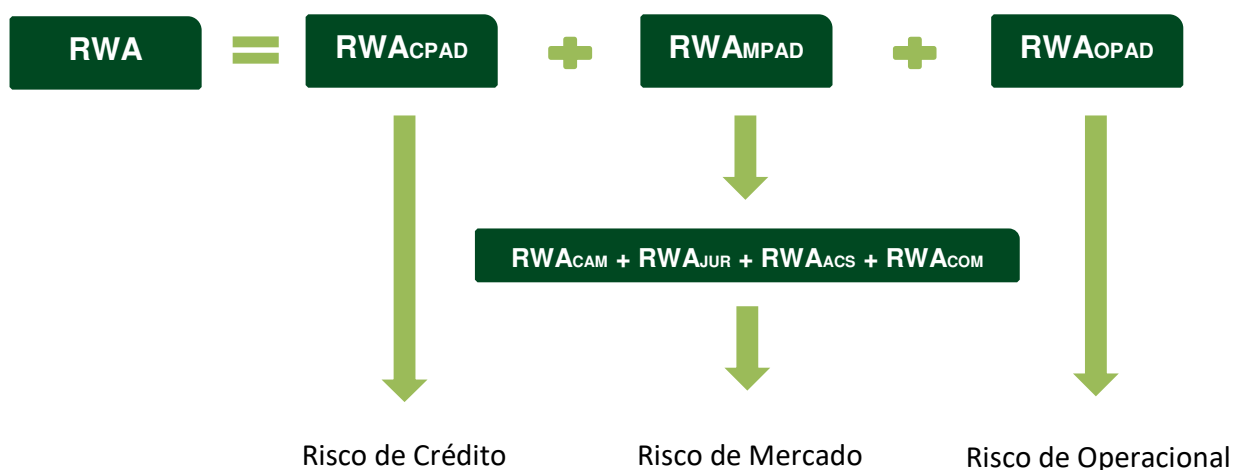 RWA = RWACPAD + RWAMPAD + RWAOPAD
RWACAM + RWAJUR + RWAACS + RWACOM
Risco de Crédito Risco de Mercado Risco de Operacional